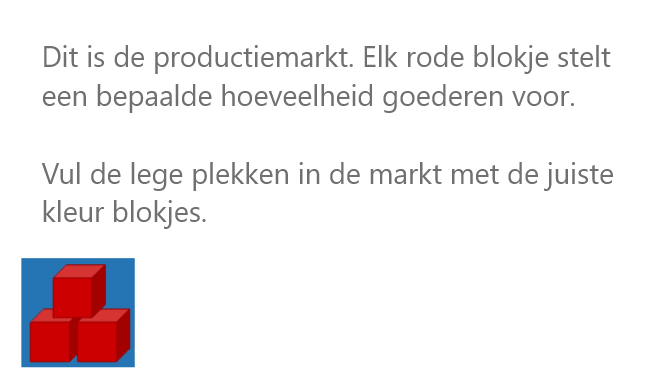 Dit is de productiemarkt. Elk rode blokje stelt
een bepaalde hoeveelheid goederen voor.
Vul de lege plekken in de markt met de juiste
kleur blokjes.